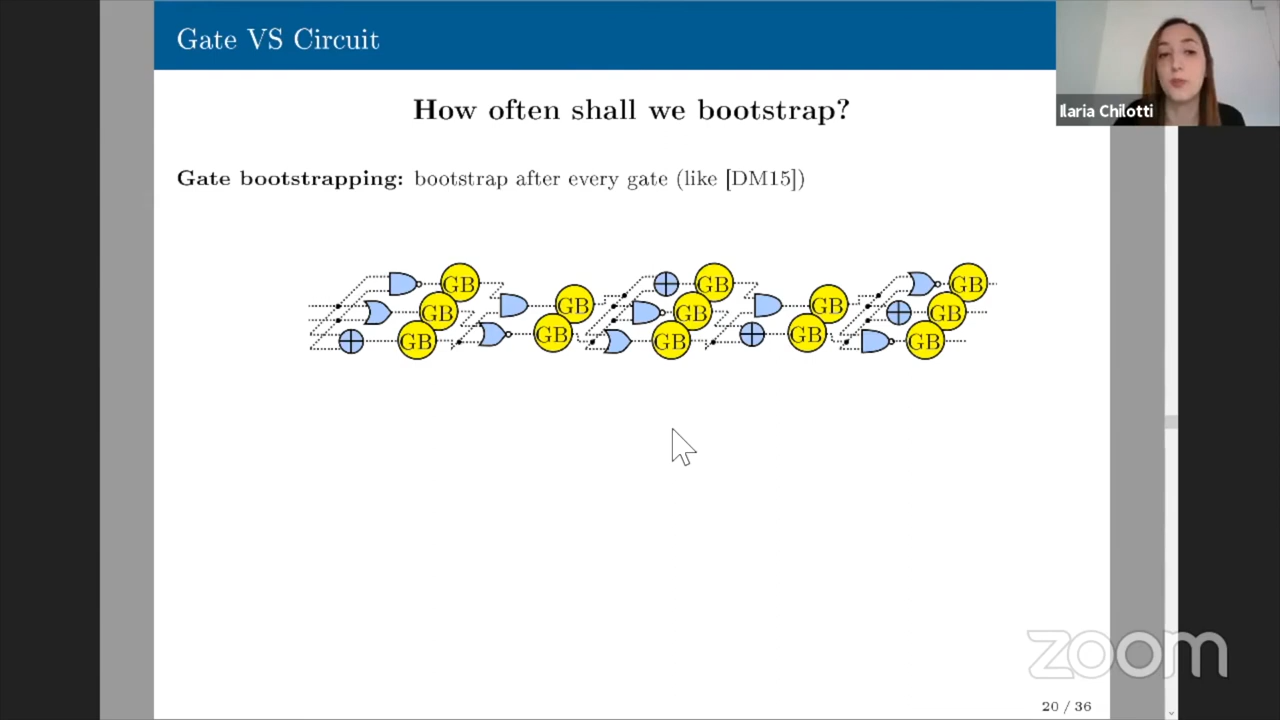 Gate VS Circuit
Ilaria Chilotti
How often shall we bootstrap?
Gate bootstrapping: bootstrap after every gate (like [DM15])
GB GB GB
GB GB GB GB GB
GB GB GB GB GB
zoom
20 / 36